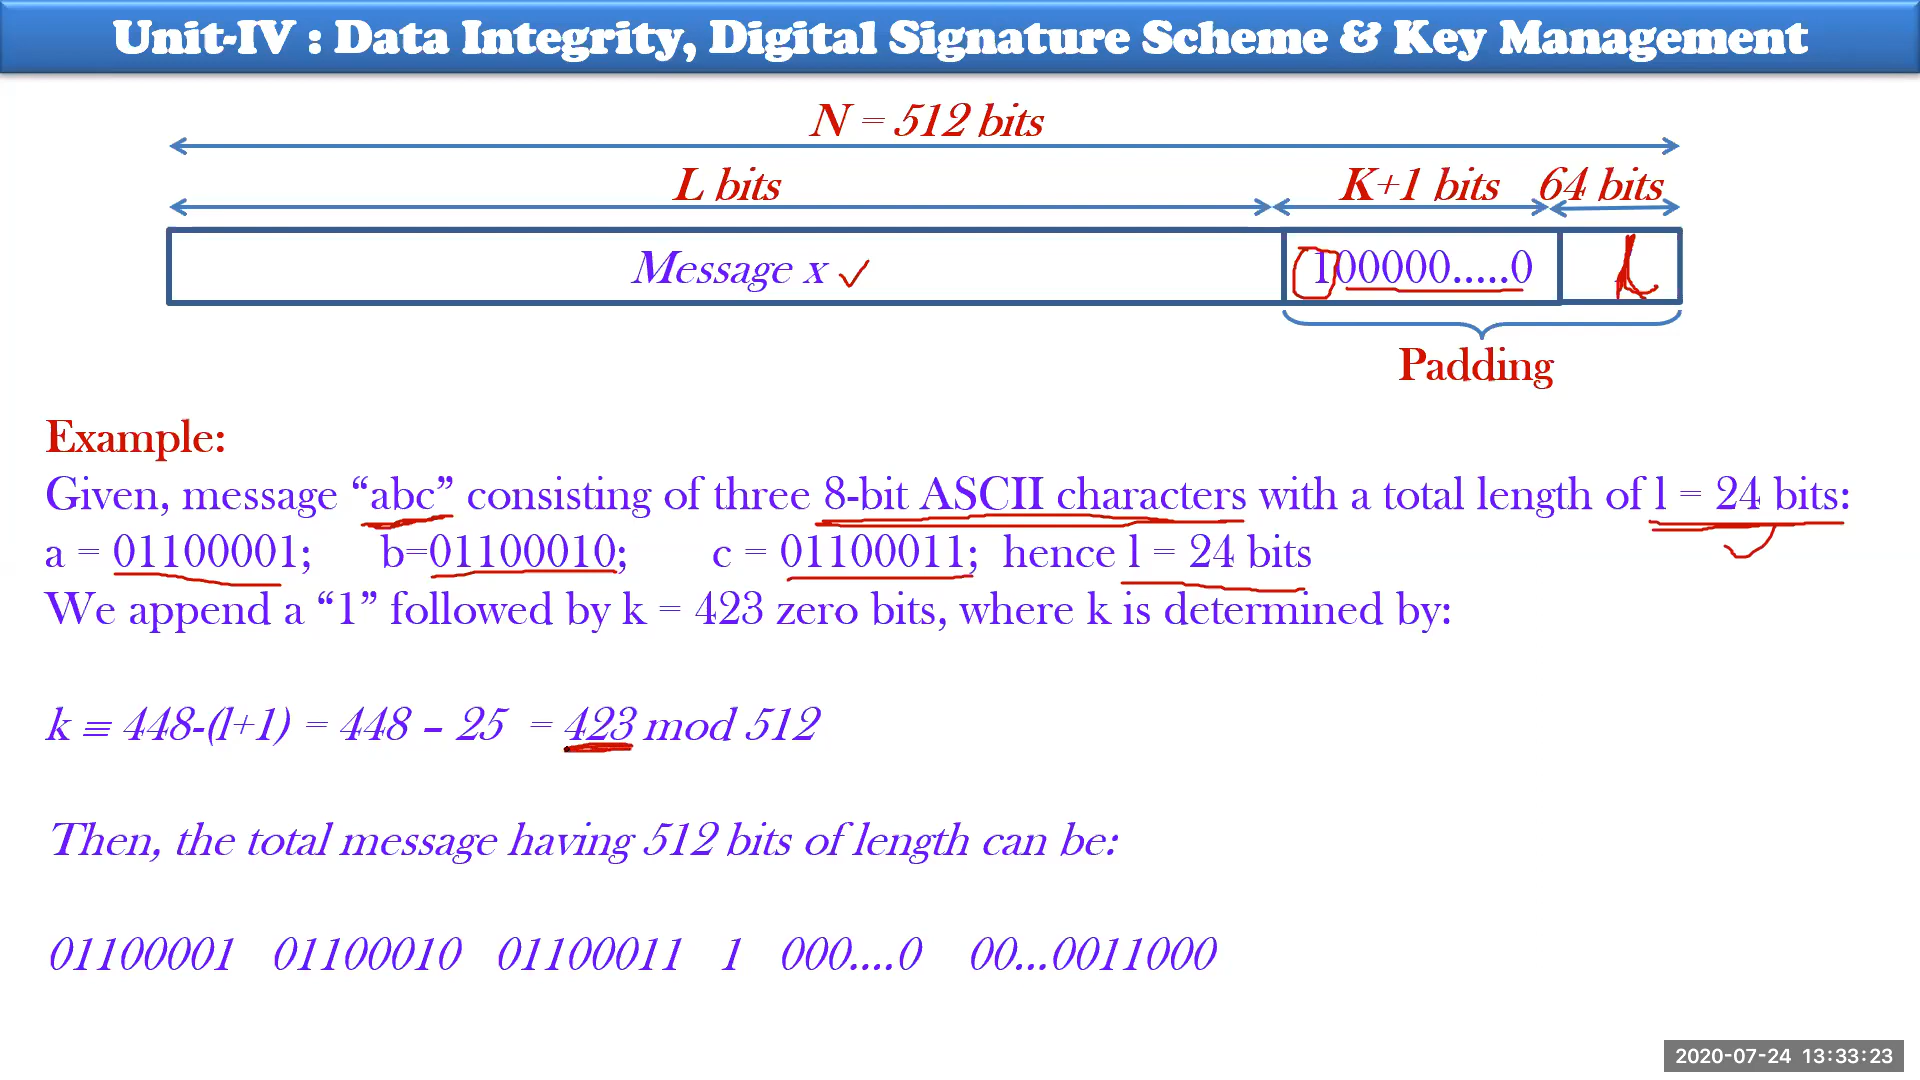 Unit-IV : Data Integrity, Digital Signature Scheme & Key Management
N = 512 bits
L bits K+1 bits 64 bits
Message x 100000.....0 l
Padding
Example:
Given, message “abc” consisting of three 8-bit ASCII characters with a total length of l = 24 bits:
a = 01100001; b=01100010; c = 01100011; hence l = 24 bits
We append a “1” followed by k = 423 zero bits, where k is determined by:
k ≡ 448-(l+1) = 448 – 25 = 423 mod 512
Then, the total message having 512 bits of length can be:
01100001 01100010 01100011 1 000....0 00...0011000
2020-07-24 13:33:23